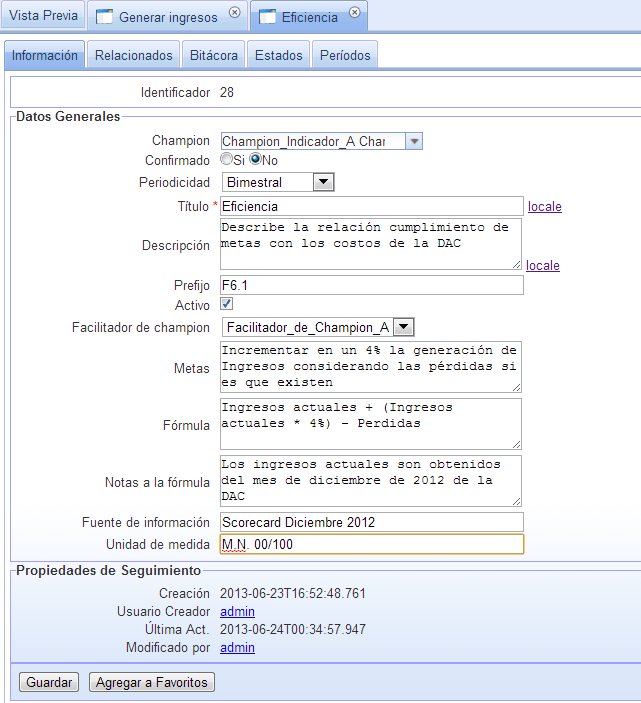 Vista Previa Generar ingresos Eficiencia
Información Relacionados Bitácora Estados Períodos
Identificador 28
Datos Generales
Champion Champion_Indicador_A Char
Confirmado Si No
Periodicidad Bimestral
Título * Eficiencia locale
Descripción Describe la relación cumplimiento de
metas con los costos de la DAC
locale
Prefijo F6.1
Activo
Facilitador de champion Facilitador_de_Champion_A
Metas Incrementar en un 4% la generación de
Ingresos considerando las pérdidas si
es que existen
Fórmula Ingresos actuales + (Ingresos
actuales * 4%) - Perdidas
Notas a la fórmula Los ingresos actuales son obtenidos
del mes de diciembre de 2012 de la
DAC
Fuente de información Scorecard Diciembre 2012
Unidad de medida M.N. 00/100
Propiedades de Seguimiento
Creación 2013-06-23T16:52:48.761
Usuario Creador admin
Última Act. 2013-06-24T00:34:57.947
Modificado por admin
Guardar Agregar a Favoritos